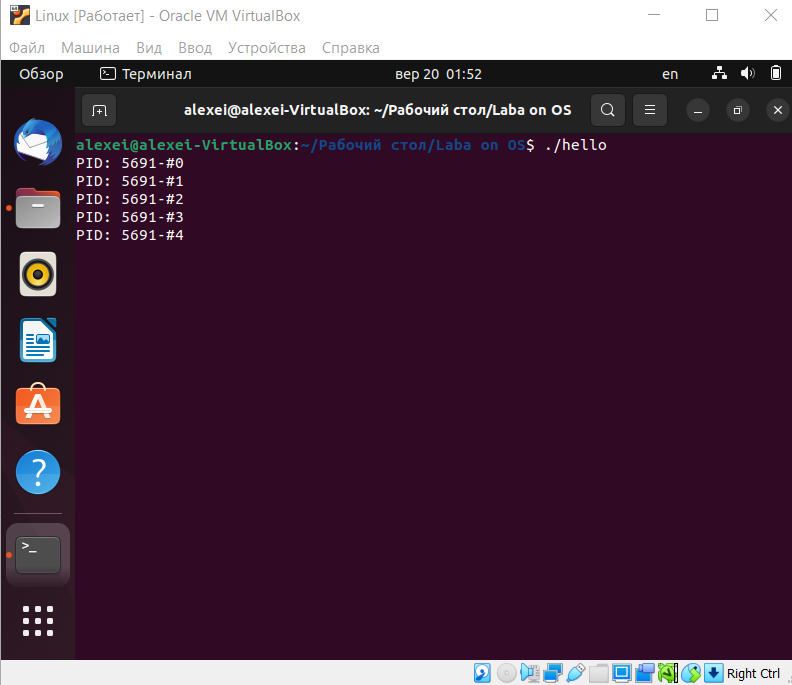 Linux [Работает] - Oracle VM VirtualBox
Файл Машина Вид Ввод Устройства Справка
Обзор Терминал вер 20 01:52 en
alexei@alexei-VirtualBox: ~/Рабочий стол/Laba on OS
alexei@alexei-VirtualBox:~/Рабочий стол/Laba on OS$ ./hello
PID: 5691-#0
PID: 5691-#1
PID: 5691-#2
PID: 5691-#3
PID: 5691-#4
Right Ctrl